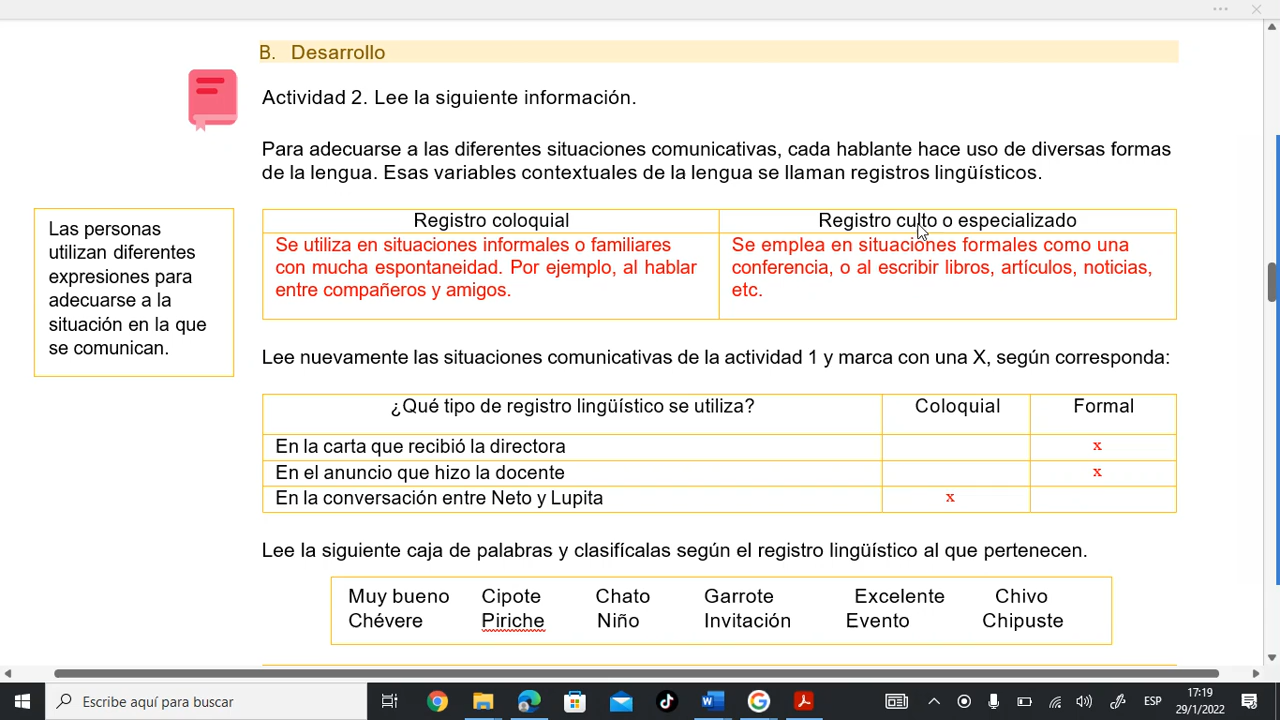 B. Desarrollo
Actividad 2. Lee la siguiente información.
Para adecuarse a las diferentes situaciones comunicativas, cada hablante hace uso de diversas formas
de la lengua. Esas variables contextuales de la lengua se llaman registros lingüísticos.
Las personas
utilizan diferentes
expresiones para
adecuarse a la
situación en la que
se comunican.
Registro coloquial Registro culto o especializado
Se utiliza en situaciones informales o familiares
con mucha espontaneidad. Por ejemplo, al hablar
entre compañeros y amigos.
Se emplea en situaciones formales como una
conferencia, o al escribir libros, artículos, noticias,
etc.
Lee nuevamente las situaciones comunicativas de la actividad 1 y marca con una X, según corresponda:
¿Qué tipo de registro lingüístico se utiliza? Coloquial Formal
En la carta que recibió la directora x
En el anuncio que hizo la docente x
En la conversación entre Neto y Lupita x
Lee la siguiente caja de palabras y clasifícalas según el registro lingüístico al que pertenecen.
Muy bueno Cipote Chato Garrote Excelente Chivo
Chévere Piriche Niño Invitación Evento Chipuste
Escribe aquí para buscar
ESP
17:19
29/1/2022